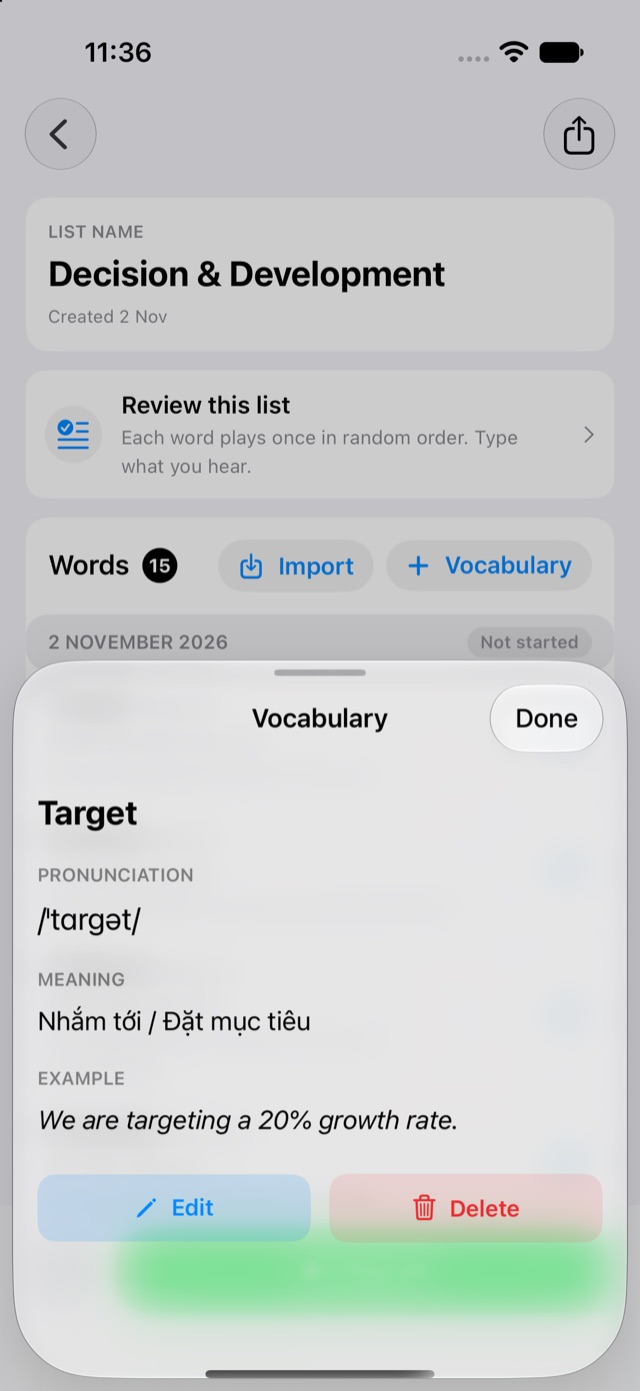 11:36
LIST NAME
Decision & Development
Created 2 Nov
Review this list
Each word plays once in random order. Type
what you hear.
Words 15 Import + Vocabulary
2 NOVEMBER 2026 Not started
Vocabulary Done
Target
PRONUNCIATION
/ˈtɑrɡət/
MEANING
Nhắm tới / Đặt mục tiêu
EXAMPLE
We are targeting a 20% growth rate.
Edit Delete